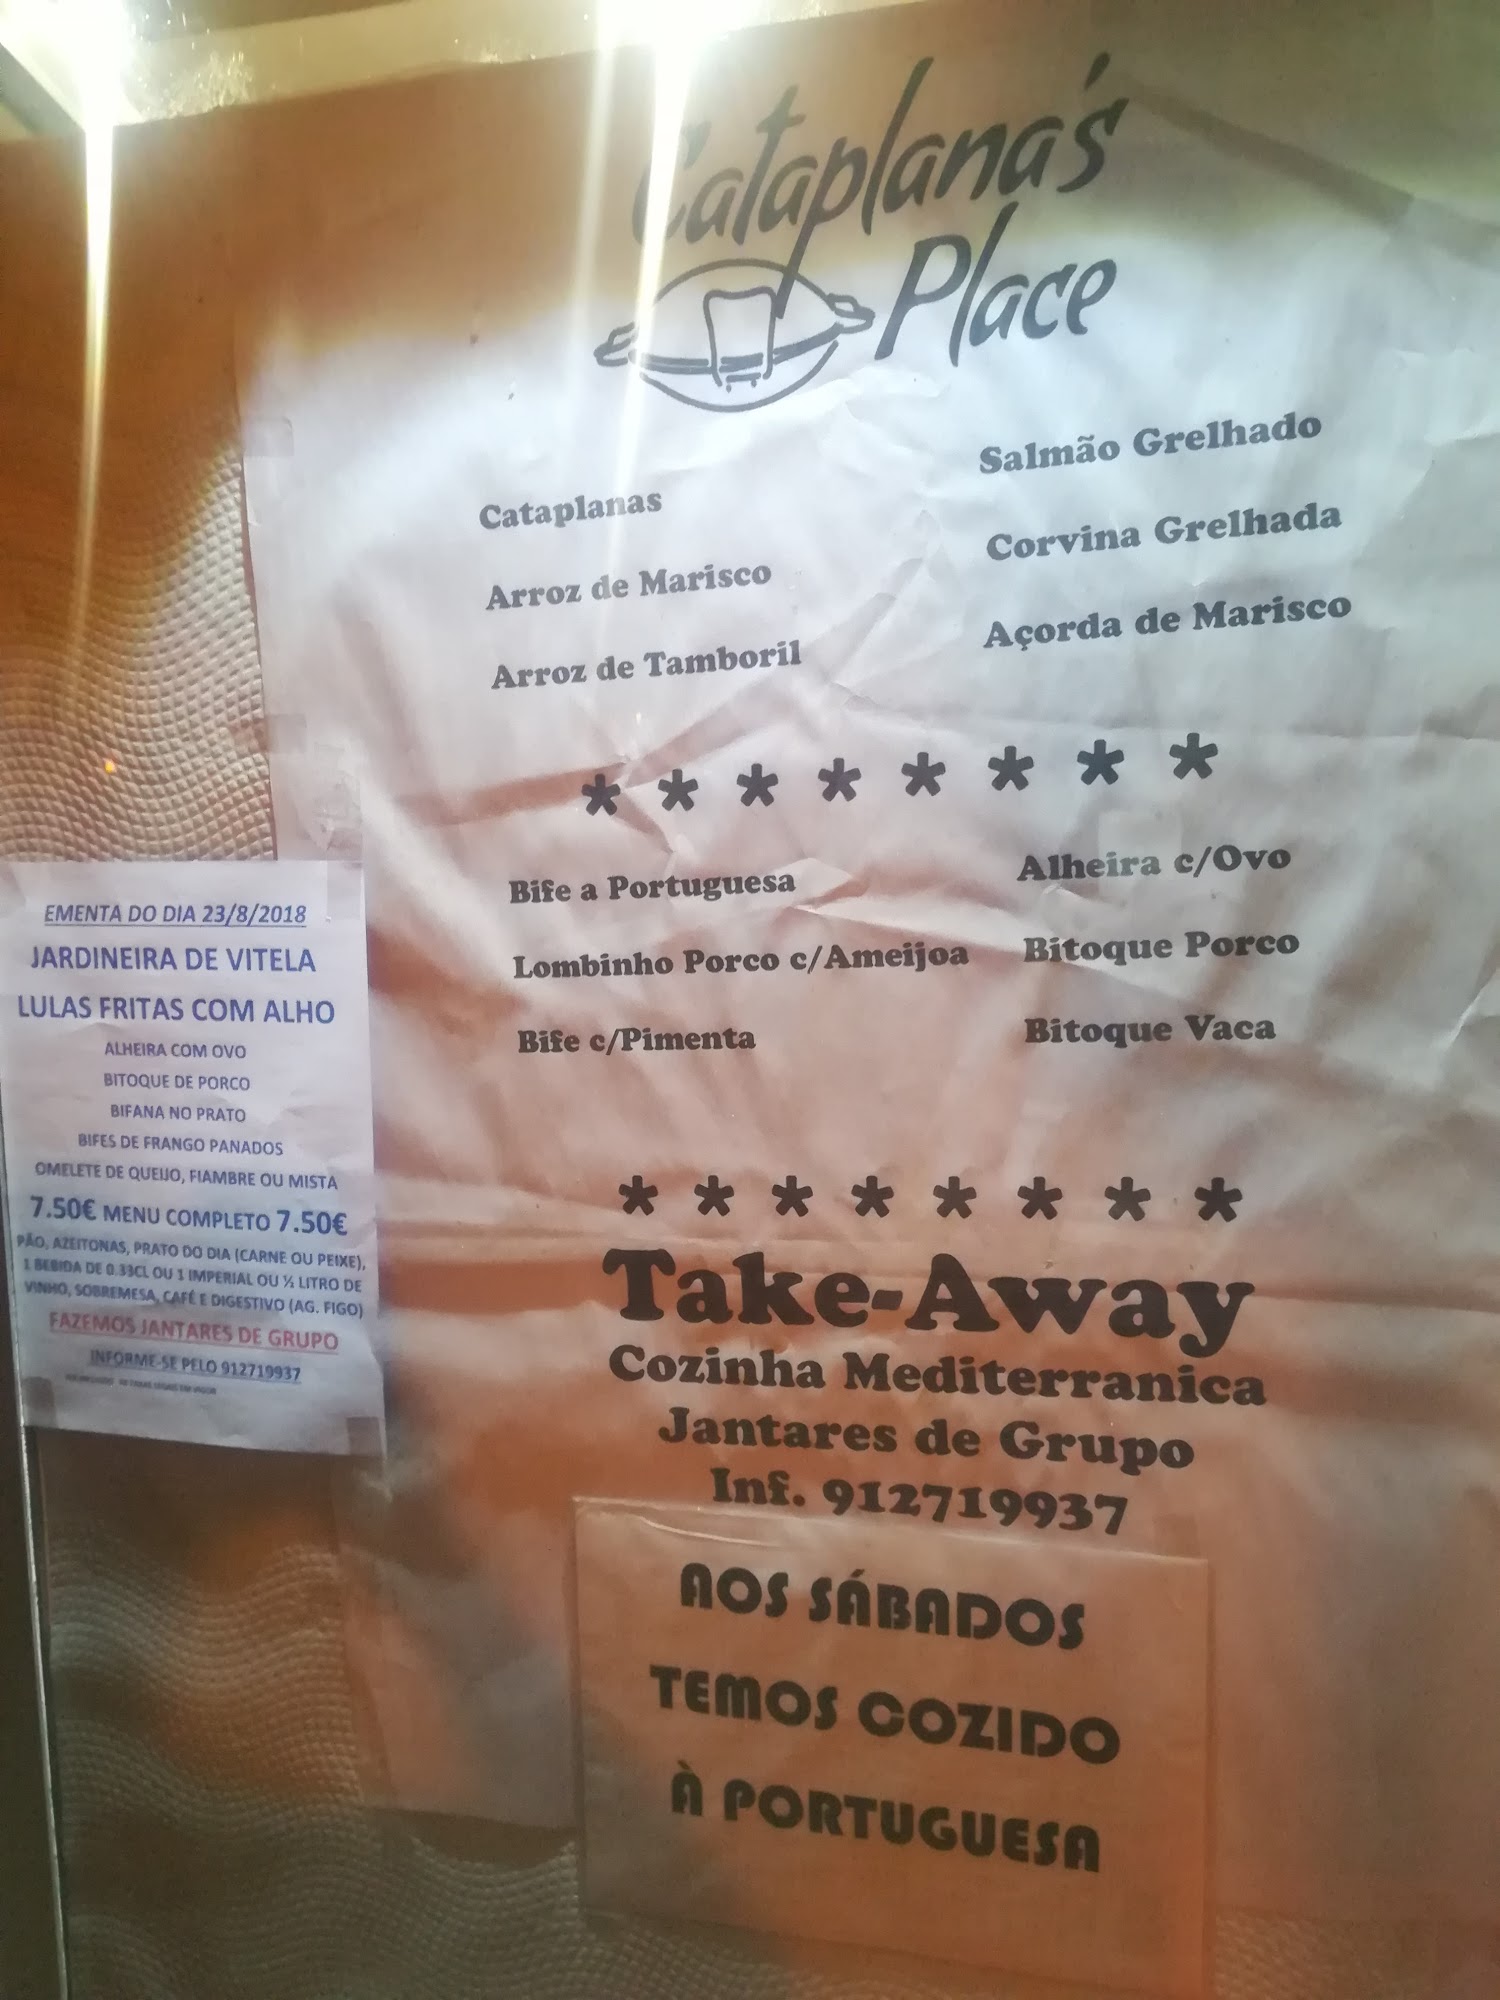 Cataplana's
Place
Cataplanas
Arroz de Marisco
Arroz de Tamboril
Salmão Grelhado
Corvina Grelhada
Açorda de Marisco
* * * * * * * *
Bife a Portuguesa
Lombinho Porco c/Ameijoa
Bife c/Pimenta
Alheira c/Ovo
Bitoque Porco
Bitoque Vaca
* * * * * * * *
Take-Away
Cozinha Mediterranica
Jantares de Grupo
Inf. 912719937
AOS SÁBADOS
TEMOS COZIDO
À PORTUGUESA
EMENTA DO DIA 23/8/2018
JARDINEIRA DE VITELA
LULAS FRITAS COM ALHO
ALHEIRA COM OVO
BITOQUE DE PORCO
BIFANA NO PRATO
BIFES DE FRANGO PANADOS
OMELETE DE QUEIJO, FIAMBRE OU MISTA
7.50€ MENU COMPLETO 7.50€
PÃO, AZEITONAS, PRATO DO DIA (CARNE OU PEIXE),
1 BEBIDA DE 0.33CL OU 1 IMPERIAL OU ½ LITRO DE
VINHO, SOBREMESA, CAFÉ E DIGESTIVO (AG. FIGO)
FAZEMOS JANTARES DE GRUPO
INFORME-SE PELO 912719937